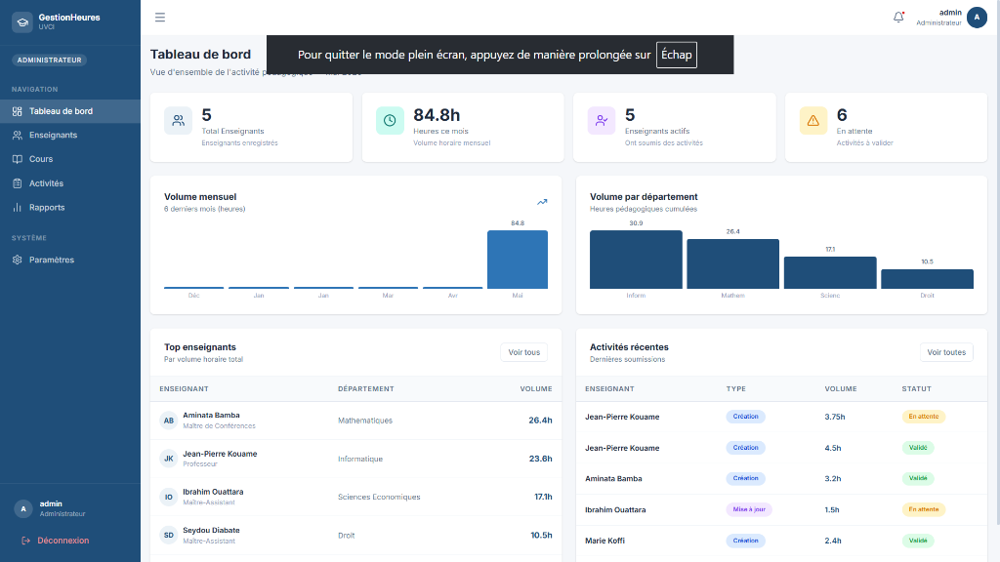 GestionHeures
UVCI
ADMINISTRATEUR
NAVIGATION
Tableau de bord
Enseignants
Cours
Activités
Rapports
SYSTÈME
Paramètres
A
admin
Administrateur
Déconnexion
admin
Administrateur
A
Pour quitter le mode plein écran, appuyez de manière prolongée sur Échap
Tableau de bord
Vue d'ensemble de l'activité
5
Total Enseignants
Enseignants enregistrés
84.8h
Heures ce mois
Volume horaire mensuel
5
Enseignants actifs
Ont soumis des activités
6
En attente
Activités à valider
Volume mensuel
6 derniers mois (heures)
84.8
Déc Jan Jan Mar Avr Mai
Volume par département
Heures pédagogiques cumulées
30.9 26.4 17.1 10.5
Inform Mathem Scienc Droit
Top enseignants
Par volume horaire total
Voir tous
ENSEIGNANT DÉPARTEMENT VOLUME
AB Aminata Bamba Mathematiques 26.4h
Maître de Conférences
JK Jean-Pierre Kouame Informatique 23.6h
Professeur
IO Ibrahim Ouattara Sciences Economiques 17.1h
Maître-Assistant
SD Seydou Diabate Droit 10.5h
Maître-Assistant
Activités récentes
Dernières soumissions
Voir toutes
ENSEIGNANT TYPE VOLUME STATUT
Jean-Pierre Kouame Création 3.75h En attente
Jean-Pierre Kouame Création 4.5h Validé
Aminata Bamba Création 3.2h Validé
Ibrahim Ouattara Mise à jour 1.5h En attente
Marie Koffi Création 2.4h Validé